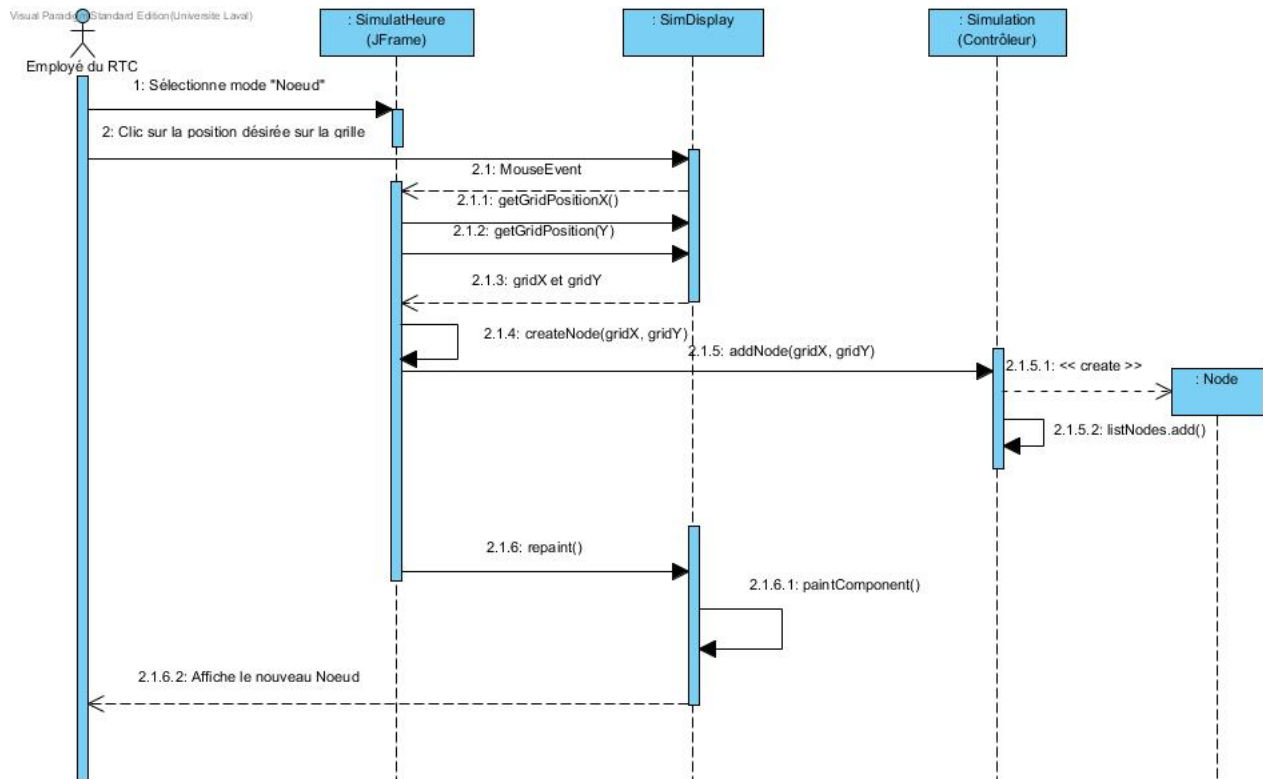 Visual Paradigm Standard Edition(Universite Laval)
: SimulatHeure
(JFrame)
: SimDisplay
: Simulation
(Contrôleur)
Employé du RTC
1: Sélectionne mode "Noeud"
2: Clic sur la position désirée sur la grille
2.1: MouseEvent
2.1.1: getGridPositionX()
2.1.2: getGridPosition(Y)
2.1.3: gridX et gridY
2.1.4: createNode(gridX, gridY)
2.1.5: addNode(gridX, gridY)
2.1.5.1: << create >>
: Node
2.1.5.2: listNodes.add()
2.1.6: repaint()
2.1.6.1: paintComponent()
2.1.6.2: Affiche le nouveau Noeud